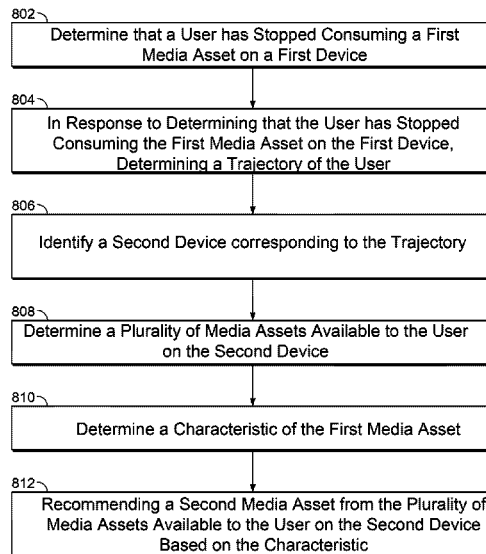 802
Determine that a User has Stopped Consuming a First
Media Asset on a First Device
804
In Response to Determining that the User has Stopped
Consuming the First Media Asset on the First Device,
Determining a Trajectory of the User
806
Identify a Second Device corresponding to the Trajectory
808
Determine a Plurality of Media Assets Available to the User
on the Second Device
810
Determine a Characteristic of the First Media Asset
812
Recommending a Second Media Asset from the Plurality of
Media Assets Available to the User on the Second Device
Based on the Characteristic